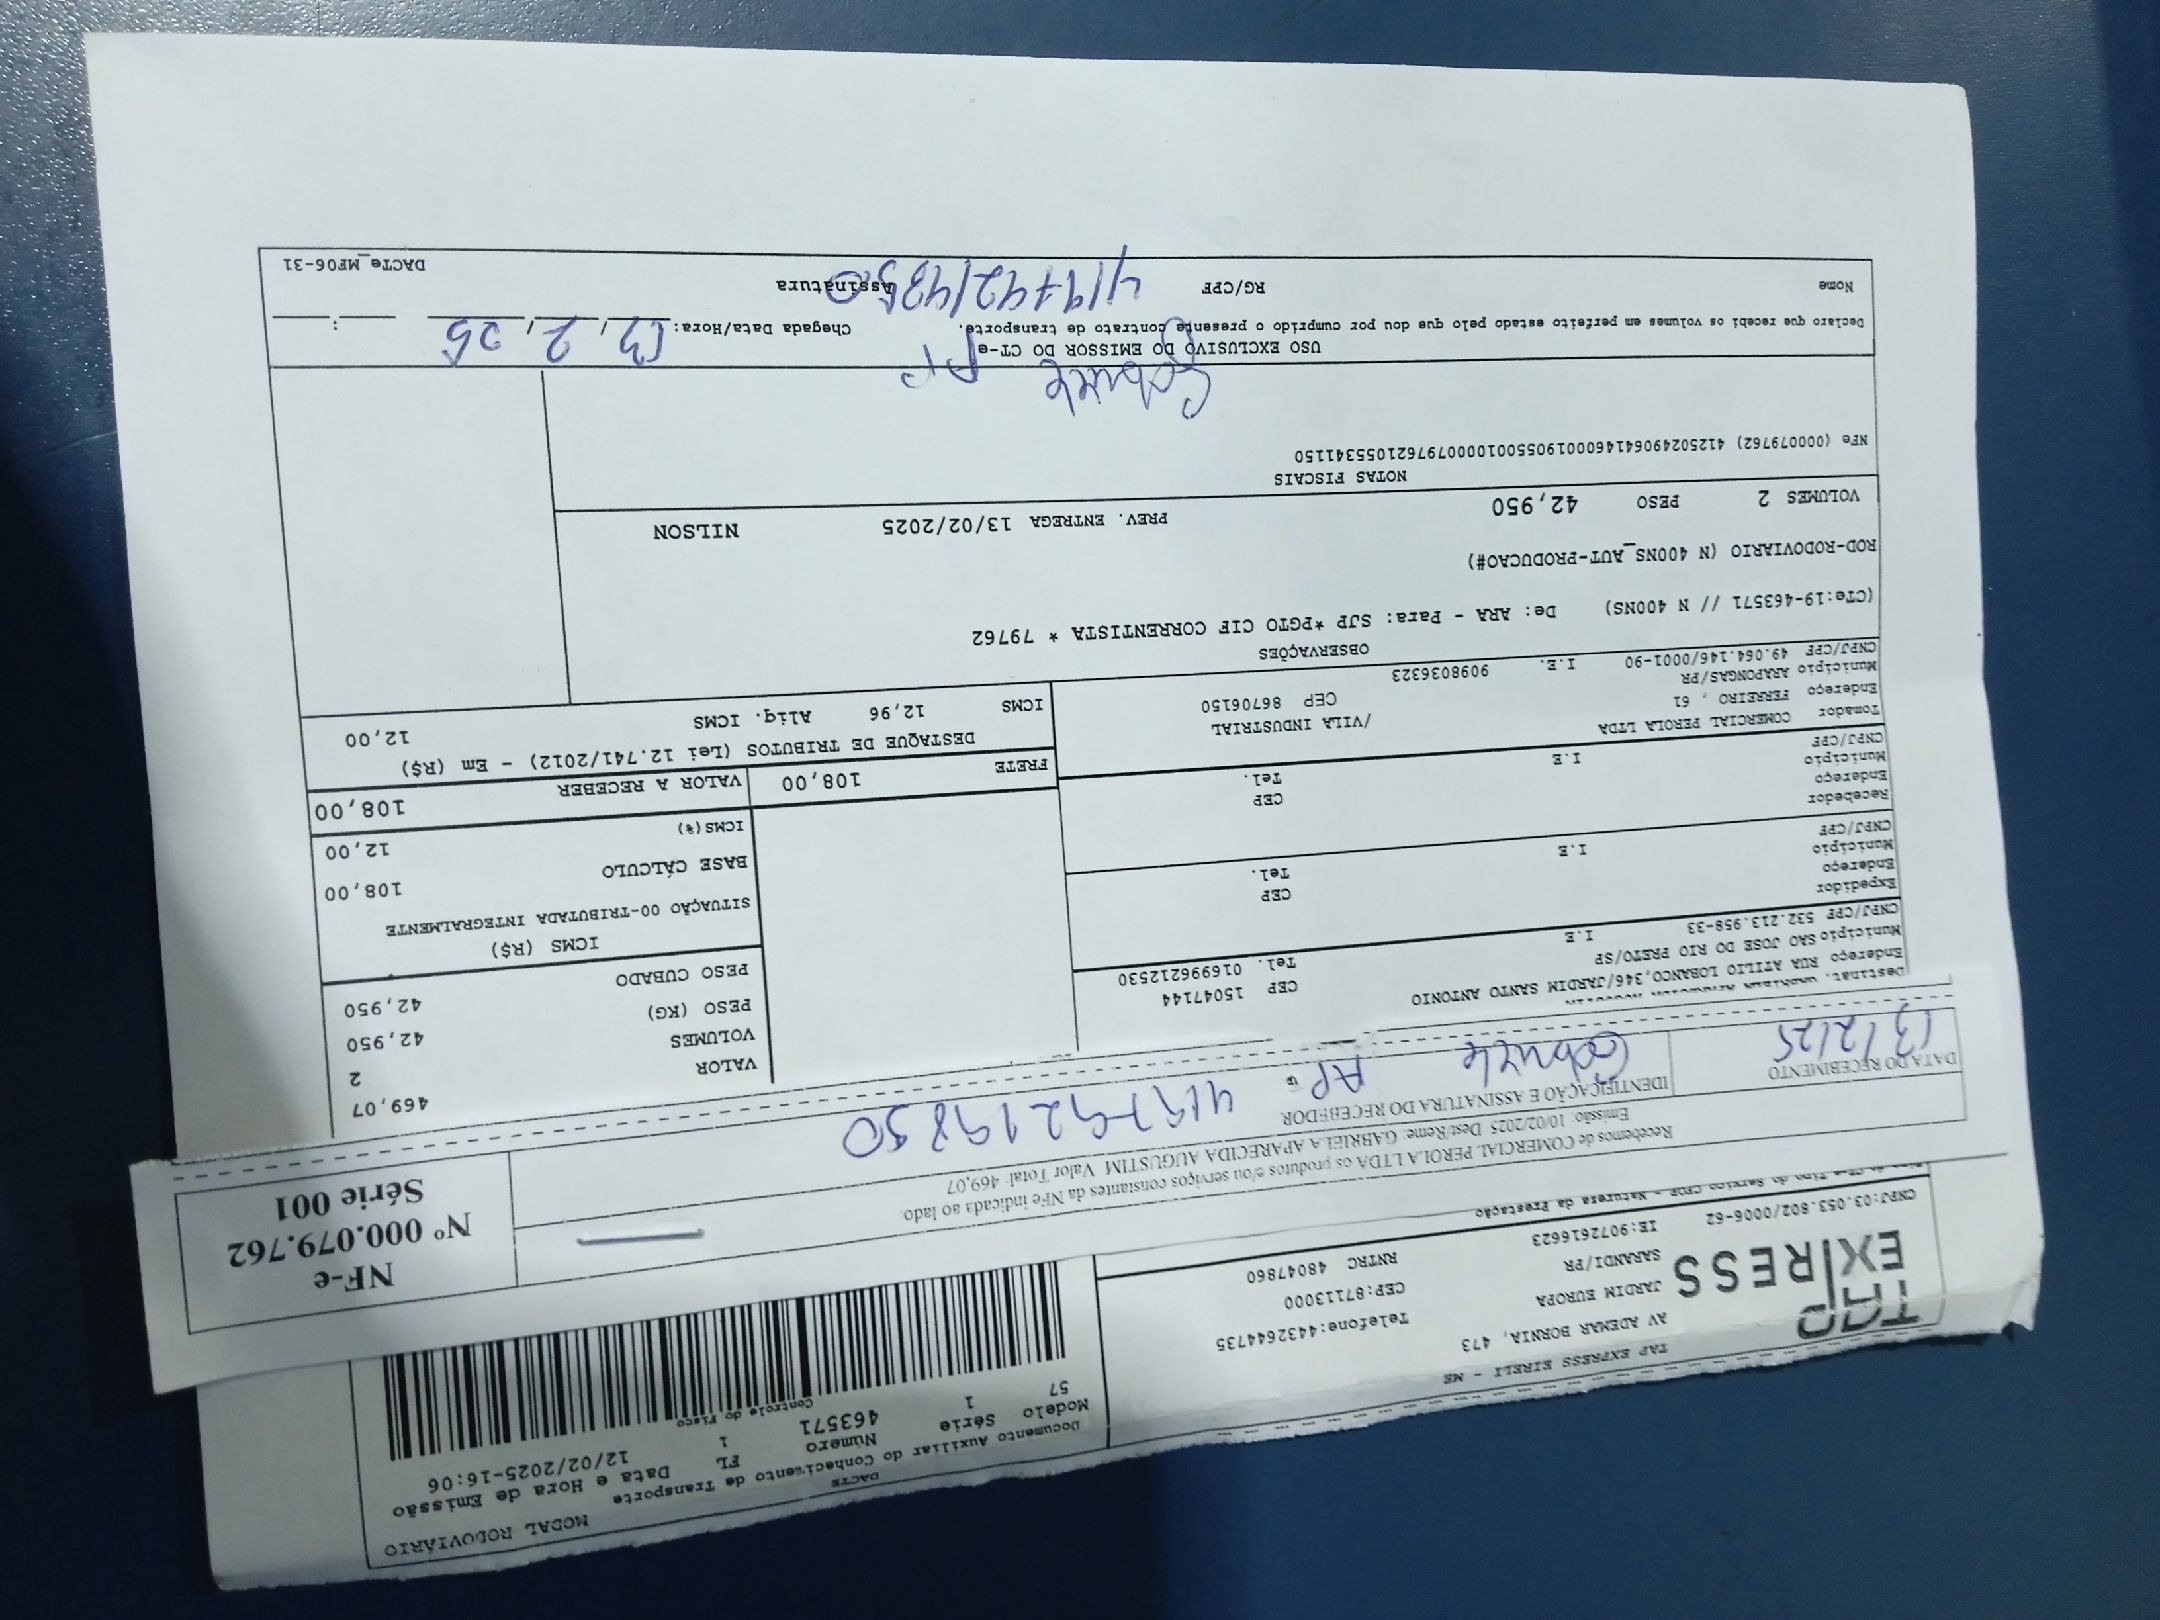 MODAL RODOVIÁRIO
DACTE
Documento Auxiliar do Conhecimento de Transporte
Modelo Série Número FL Data e Hora de Emissão
57 1 463571 1 12/02/2025-16:06
Controle do Fisco
TAP EXPRESS
TAP EXPRESS EIRELI - ME
AV ADEMAR BORNIA, 473
JARDIM EUROPA
SARANDI/PR
Telefone:4432644735
CEP:87113000
CNPJ:03.053.802/0006-62 IE:9072616623 RNTRC 48047860
NF-e
Nº 000.079.762
Série 001
Recebemos de COMERCIAL PEROLA LTDA os produtos e/ou serviços constantes da NFe indicada ao lado.
Emissão: 10/02/2025 Dest/Reme: GABRIELA APARECIDA AUGUSTIM Valor Total: 469,07
DATA DO RECEBIMENTO
13/2/25
IDENTIFICAÇÃO E ASSINATURA DO RECEBEDOR
Destinat.
Endereço RUA ATILIO LOBANCO,346/JARDIM SANTO ANTONIO CEP 15047144
Município SAO JOSE DO RIO PRETO/SP Tel. 016996212530
CNPJ/CPF 532.213.958-33 I.E
Expedidor
Endereço CEP
Município Tel.
CNPJ/CPF I.E
Recebedor
Endereço CEP
Município Tel.
CNPJ/CPF I.E
Tomador COMERCIAL PEROLA LTDA
Endereço FERREIRO , 61 /VILA INDUSTRIAL
Município ARAPONGAS/PR CEP 86706150
CNPJ/CPF 49.064.146/0001-90 I.E. 9098036323
VALOR 469,07
VOLUMES 2
PESO (KG) 42,950
PESO CUBADO 42,950
ICMS (R$)
SITUAÇÃO 00-TRIBUTADA INTEGRALMENTE
BASE CÁLCULO 108,00
ICMS(%) 12,00
FRETE 108,00 VALOR A RECEBER 108,00
DESTAQUE DE TRIBUTOS (Lei 12.741/2012) - Em (R$)
ICMS 12,96 Aliq. ICMS 12,00
OBSERVAÇÕES
(CTe:19-463571 // N 400NS) De: ARA - Para: SJP *PGTO CIF CORRENTISTA * 79762
ROD-RODOVIARIO (N 400NS_AUT-PRODUCAO#)
VOLUMES 2 PESO 42,950 PREV. ENTREGA 13/02/2025 NILSON
NOTAS FISCAIS
NFe (000079762) 41250249064146000190550010000797621055341150
USO EXCLUSIVO DO EMISSOR DO CT-e
Declaro que recebi os volumes em perfeito estado pelo que dou por cumprido o presente contrato de transporte. Chegada Data/Hora: 13, 2, 25
Nome RG/CPF Assinatura
DACTe_MF06-31